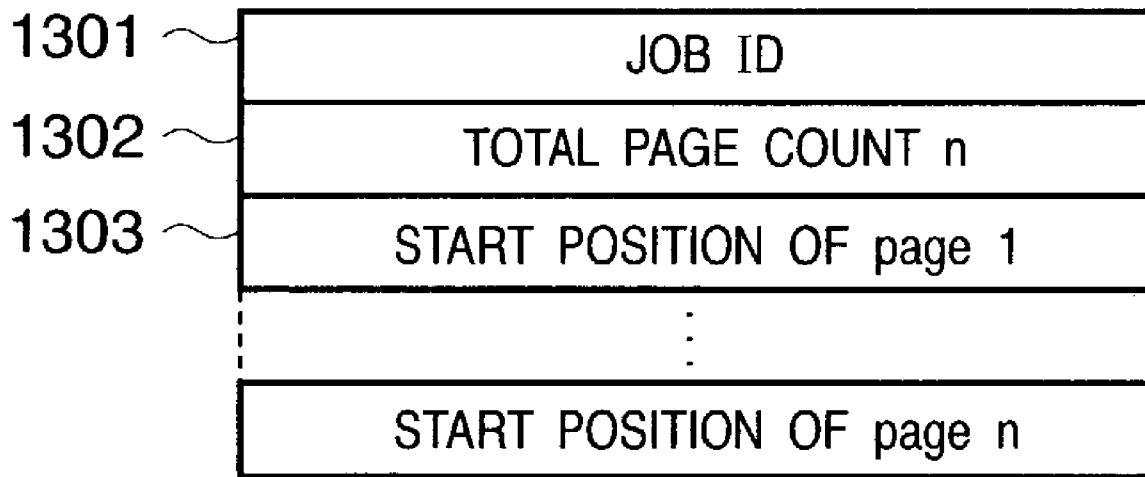 1301 JOB ID
1302 TOTAL PAGE COUNT n
1303 START POSITION OF page 1
START POSITION OF page n